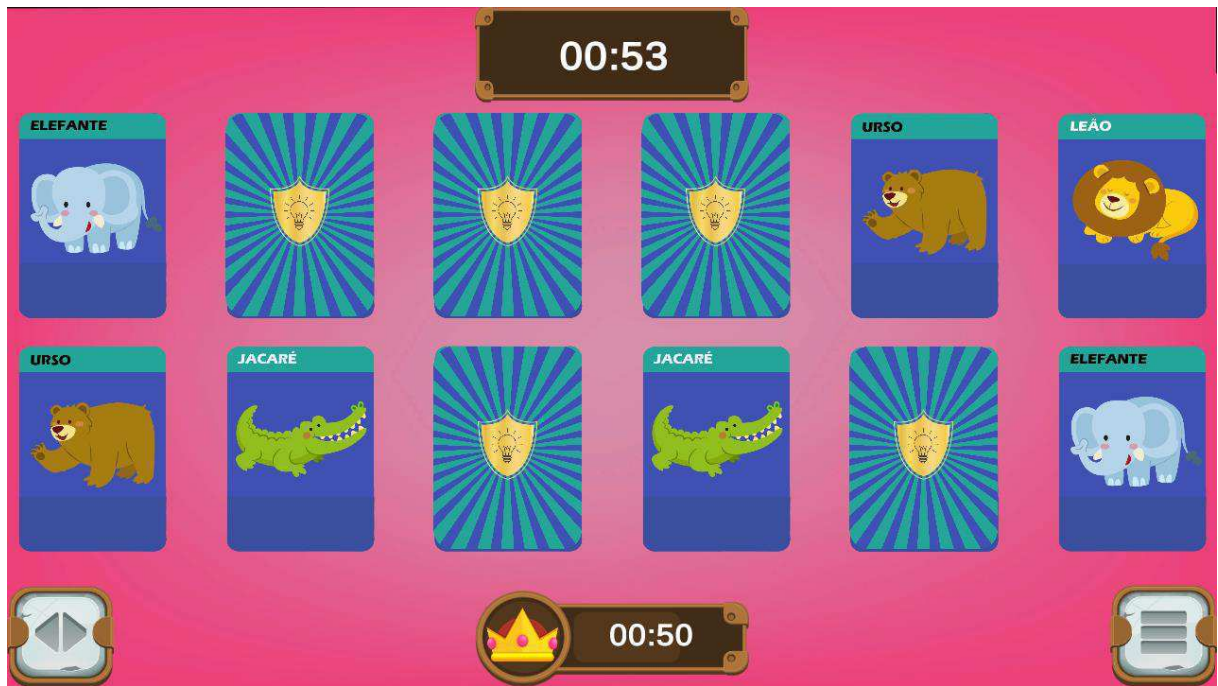 00:53
ELEFANTE
URSO
LEÃO
URSO
JACARÉ
JACARÉ
ELEFANTE
00:50